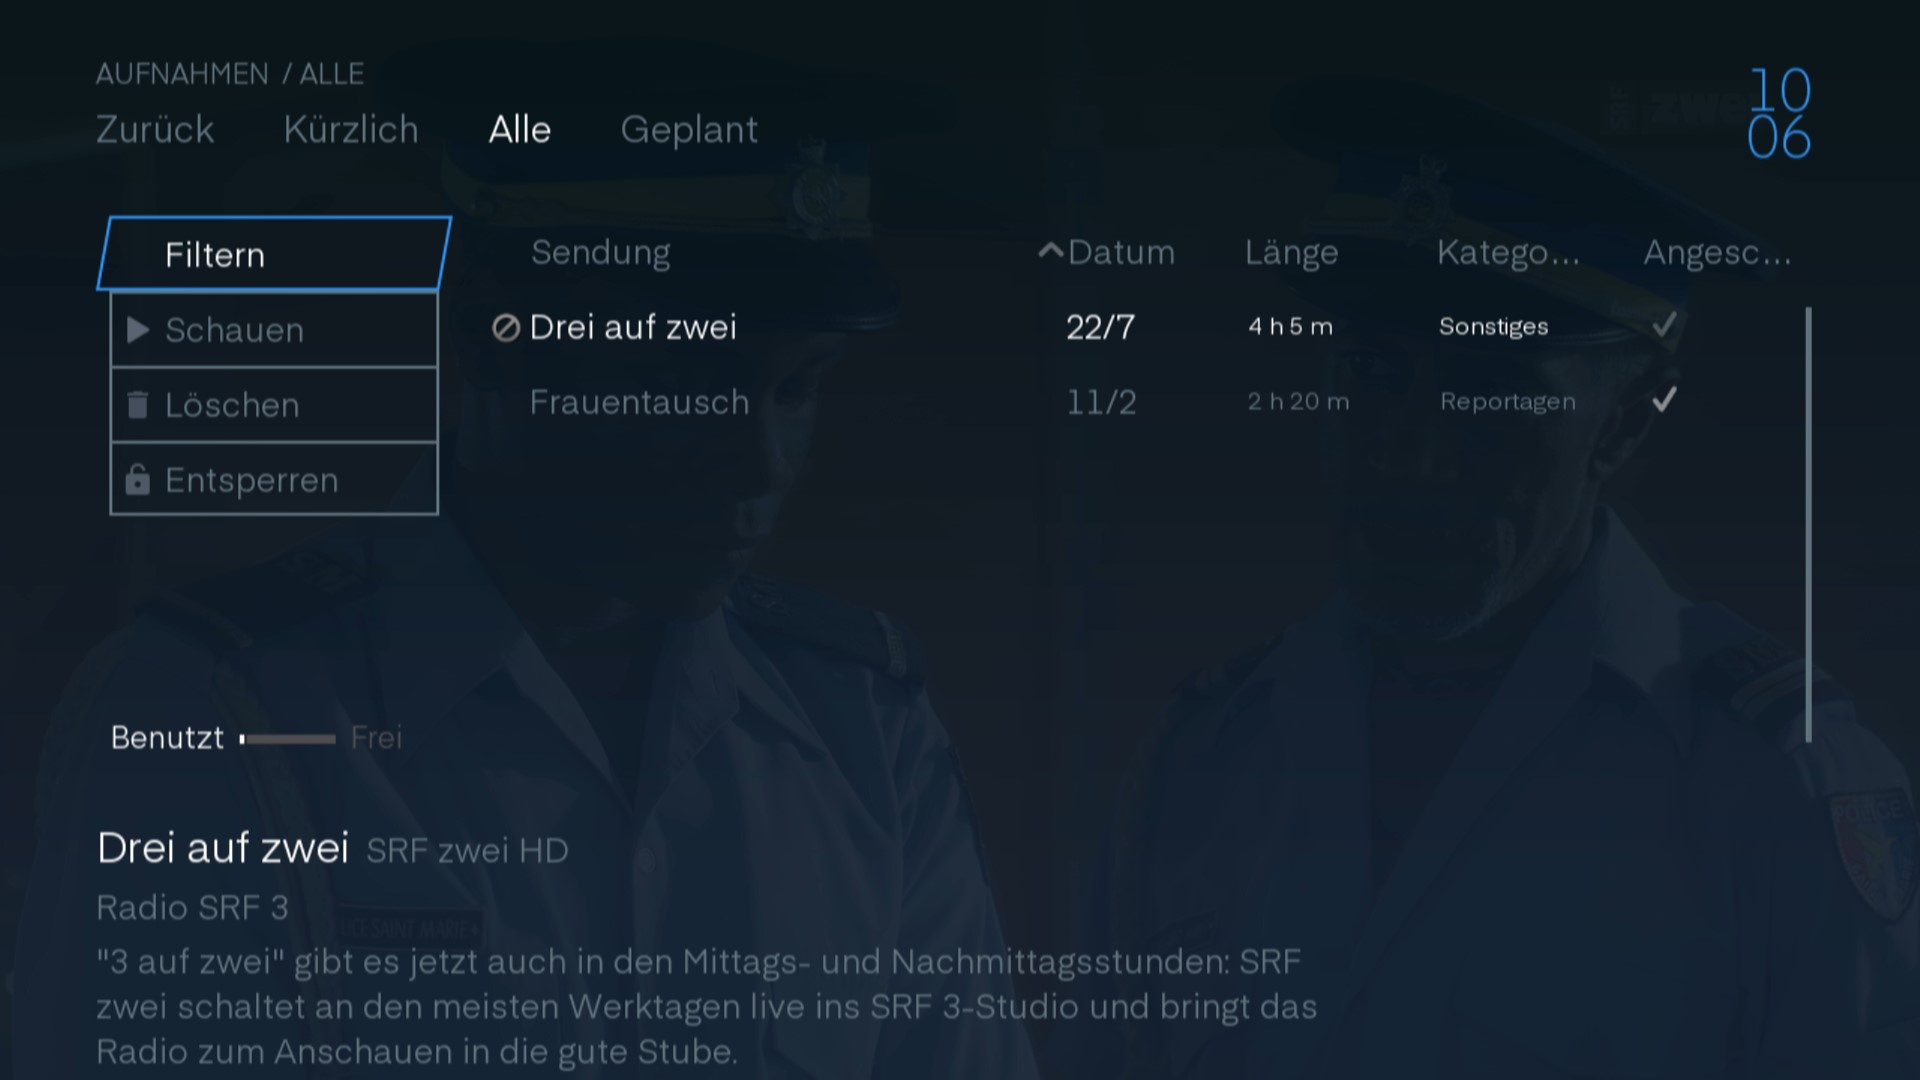 AUFNAHMEN / ALLE
Zurück Kürzlich Alle Geplant
10
06
Filtern
Schauen
Löschen
Entsperren
Sendung Datum Länge Katego... Angesc...
Drei auf zwei 22/7 4 h 5 m Sonstiges
Frauentausch 11/2 2 h 20 m Reportagen
Benutzt Frei
Drei auf zwei SRF zwei HD
Radio SRF 3
"3 auf zwei" gibt es jetzt auch in den Mittags- und Nachmittagsstunden: SRF
zwei schaltet an den meisten Werktagen live ins SRF 3-Studio und bringt das
Radio zum Anschauen in die gute Stube.
POLICE